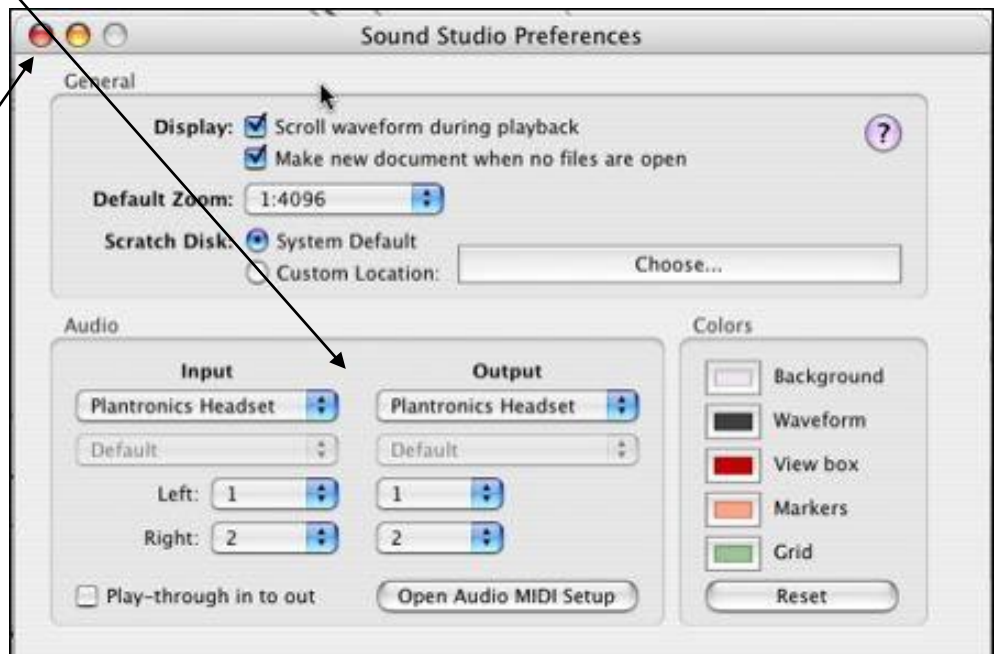 Sound Studio Preferences
General
Display: Scroll waveform during playback
Make new document when no files are open
?
Default Zoom: 1:4096
Scratch Disk: System Default
Custom Location: Choose...
Audio
Input Output
Plantronics Headset Plantronics Headset
Default Default
Left: 1 1
Right: 2 2
Play-through in to out Open Audio MIDI Setup
Colors
Background
Waveform
View box
Markers
Grid
Reset